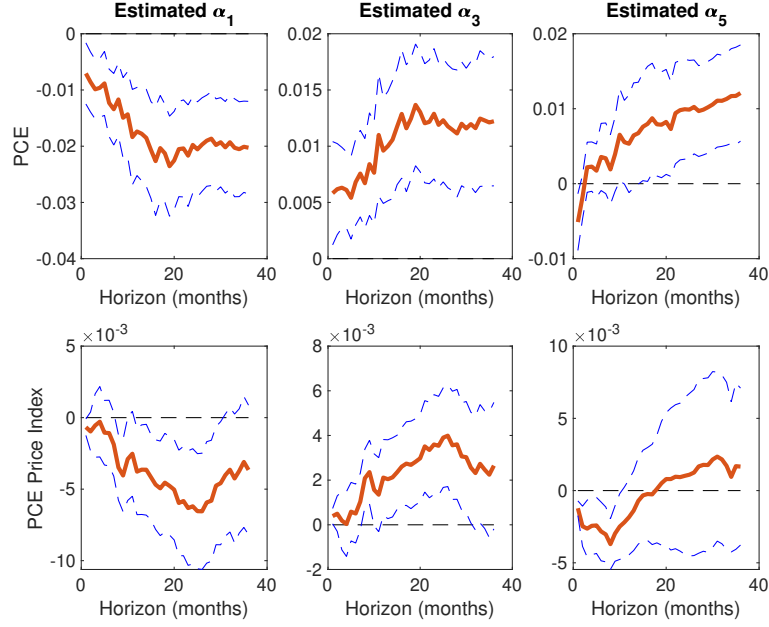 Estimated α1 Estimated α3 Estimated α5
PCE
0
-0.01
-0.02
-0.03
-0.04
0 20 40
Horizon (months)
0.02
0.015
0.01
0.005
0
0 20 40
Horizon (months)
0.02
0.01
0
-0.01
0 20 40
Horizon (months)
PCE Price Index
×10-3
5
0
-5
-10
0 20 40
Horizon (months)
×10-3
8
6
4
2
0
-2
0 20 40
Horizon (months)
×10-3
10
5
0
-5
0 20 40
Horizon (months)